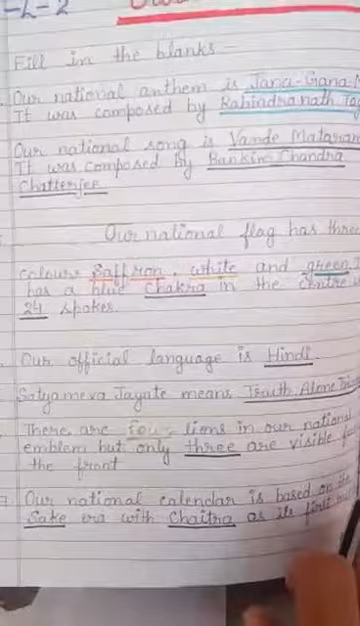 L-2
Fill in the blanks -
Our national anthem is Jana-Gana-
It was composed by Rabindranath
Our national song is Vande Mataram
It was composed by Bankim Chandra
Chatterjee
Our national flag has three
colours saffron, white and green.
has a blue chakra in the centre
24 spokes.
Our official language is Hindi.
Satyameva Jayate means Truth Alone
There are four lions in our national
emblem but only three are visible
the front
7 Our national calendar is based on the
Sake era with Chaitra as its first